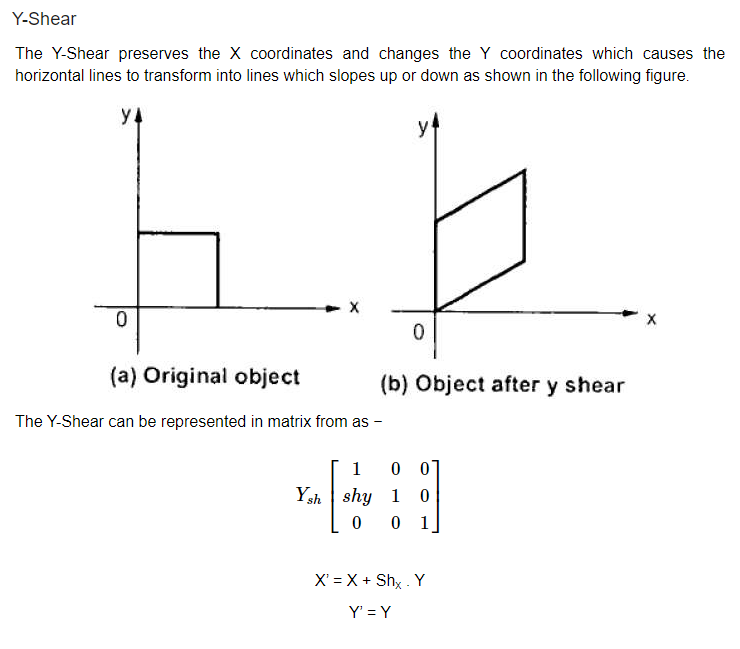 Y-Shear
The Y-Shear preserves the X coordinates and changes the Y coordinates which causes the
horizontal lines to transform into lines which slopes up or down as shown in the following figure.
y
y
x
x
0
0
(a) Original object
(b) Object after y shear
The Y-Shear can be represented in matrix from as −
1 0 0
Ysh shy 1 0
0 0 1
X' = X + Shx . Y
Y' = Y